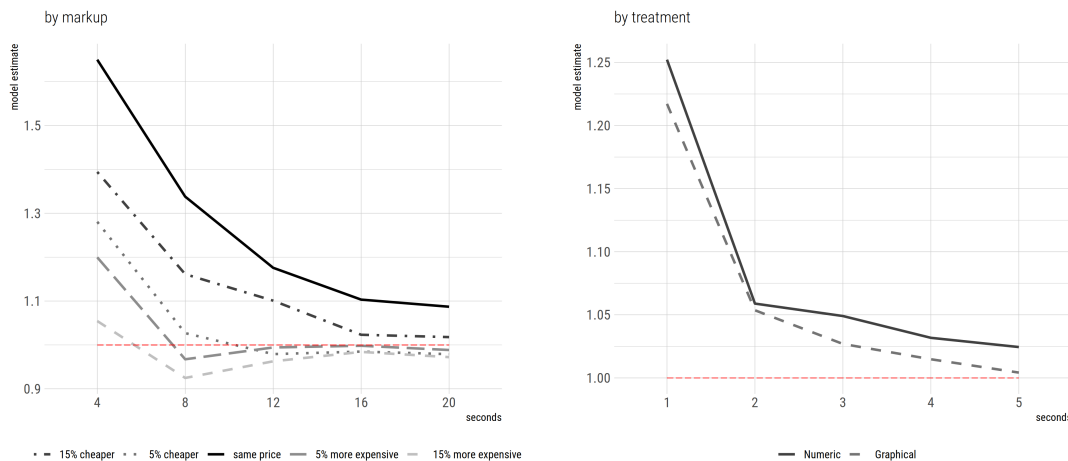 by markup
model estimate
1.5
1.3
1.1
0.9
4 8 12 16 20
seconds
15% cheaper 5% cheaper same price 5% more expensive 15% more expensive
by treatment
model estimate
1.25
1.20
1.15
1.10
1.05
1.00
1 2 3 4 5
seconds
Numeric Graphical